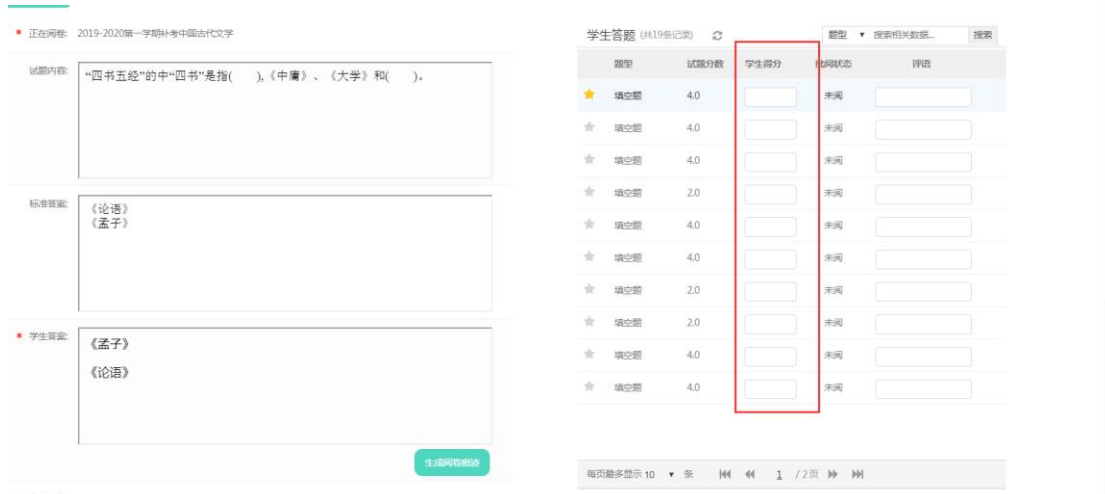 * 正在阅卷: 2019-2020第一学期补考中国古代文学
试题内容:
“四书五经”的中“四书”是指( ),《中庸》、《大学》和( )。
标准答案:
《论语》
《孟子》
* 学生答案:
《孟子》
《论语》
生成阅卷痕迹
学生答题 (共19条记录) 题型 搜索相关数据... 搜索
题型 试题分数 学生得分 批阅状态 评语
填空题 4.0 未阅
填空题 4.0 未阅
填空题 4.0 未阅
填空题 2.0 未阅
填空题 4.0 未阅
填空题 4.0 未阅
填空题 2.0 未阅
填空题 2.0 未阅
填空题 4.0 未阅
填空题 4.0 未阅
每页最多显示 10 条 1 /2页